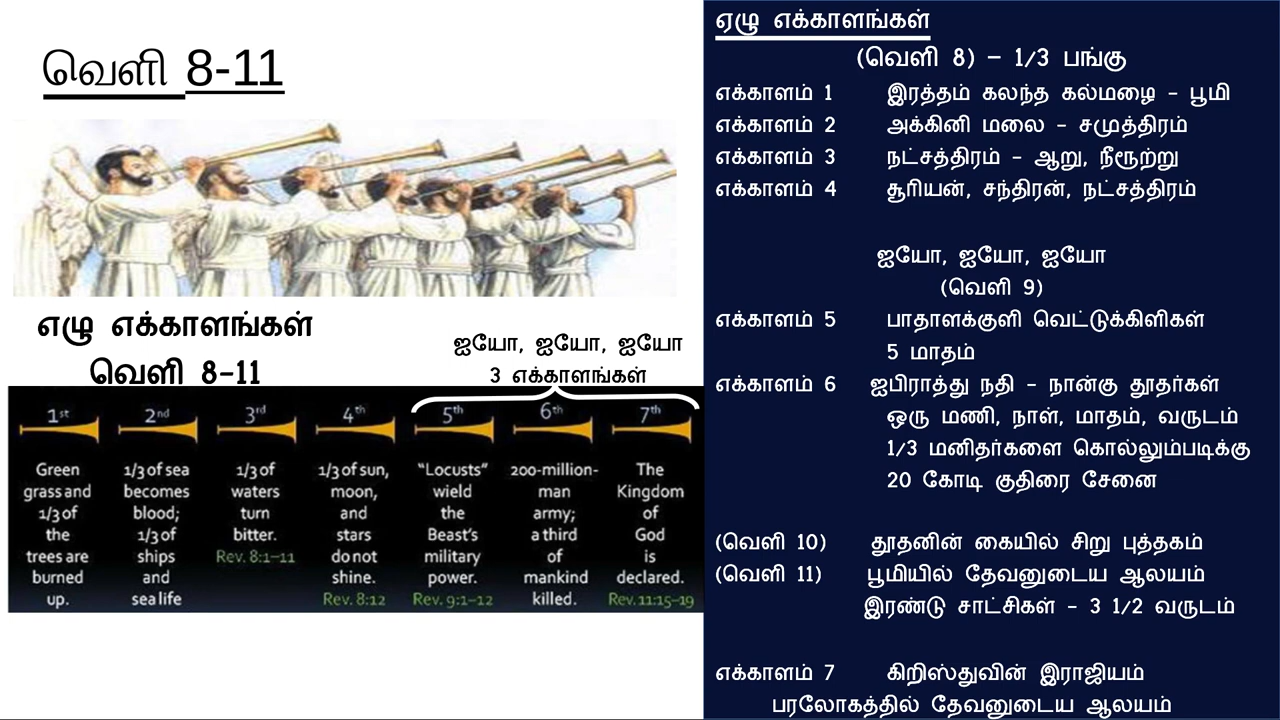 வெளி 8-11
எழு எக்காளங்கள்
வெளி 8-11
ஐயோ, ஐயோ, ஐயோ
3 எக்காளங்கள்
1st 2nd 3rd 4th 5th 6th 7th
Green
grass and
1/3 of
the
trees are
burned
up.
1/3 of sea
becomes
blood;
1/3 of
ships
and
sea life
1/3 of
waters
turn
bitter.
Rev. 8:1–11
1/3 of sun,
moon,
and
stars
do not
shine.
Rev. 8:12
“Locusts”
wield
the
Beast’s
military
power.
Rev. 9:1–12
200-million-
man
army;
a third
of
mankind
killed.
The
Kingdom
of
God
is
declared.
Rev. 11:15–19
ஏழு எக்காளங்கள்
(வெளி 8) – 1/3 பங்கு
எக்காளம் 1 இரத்தம் கலந்த கல்மழை - பூமி
எக்காளம் 2 அக்கினி மலை - சமுத்திரம்
எக்காளம் 3 நட்சத்திரம் - ஆறு, நீரூற்று
எக்காளம் 4 சூரியன், சந்திரன், நட்சத்திரம்
ஐயோ, ஐயோ, ஐயோ
(வெளி 9)
எக்காளம் 5 பாதாளக்குளி வெட்டுக்கிளிகள்
5 மாதம்
எக்காளம் 6 ஐபிராத்து நதி - நான்கு தூதர்கள்
ஒரு மணி, நாள், மாதம், வருடம்
1/3 மனிதர்களை கொல்லும்படிக்கு
20 கோடி குதிரை சேனை
(வெளி 10) தூதனின் கையில் சிறு புத்தகம்
(வெளி 11) பூமியில் தேவனுடைய ஆலயம்
இரண்டு சாட்சிகள் - 3 1/2 வருடம்
எக்காளம் 7 கிறிஸ்துவின் இராஜியம்
பரலோகத்தில் தேவனுடைய ஆலயம்